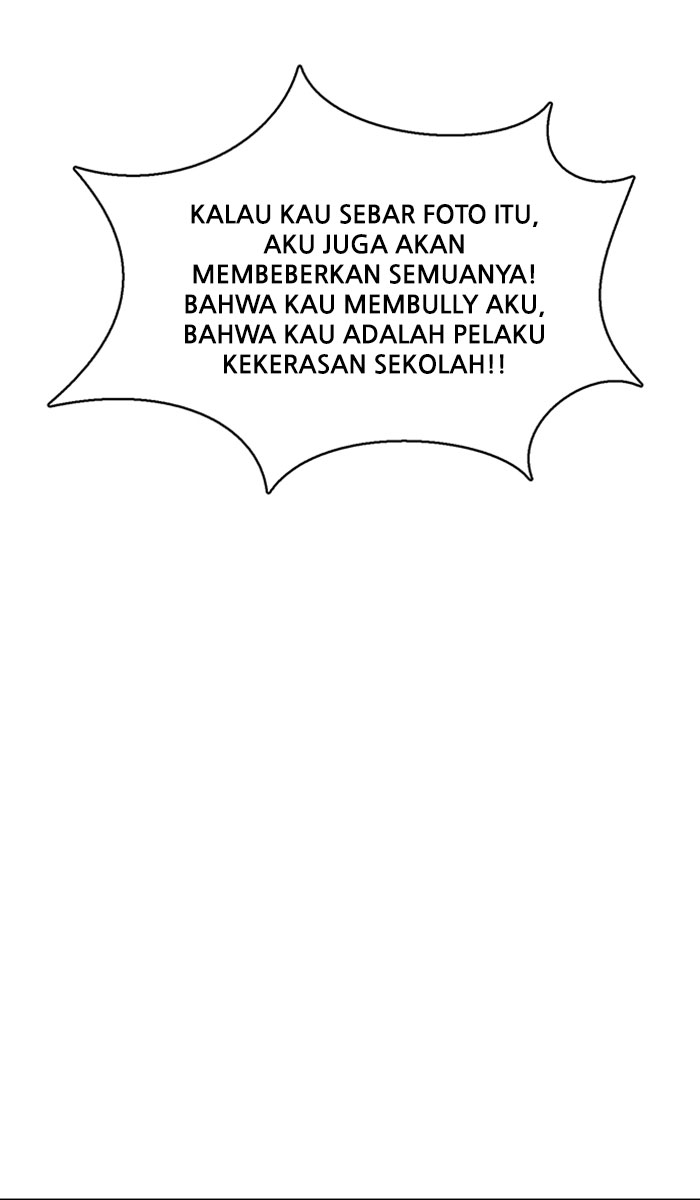 KALAU KAU SEBAR FOTO ITU,
AKU JUGA AKAN
MEMBEBERKAN SEMUANYA!
BAHWA KAU MEMBULLY AKU,
BAHWA KAU ADALAH PELAKU
KEKERASAN SEKOLAH!!